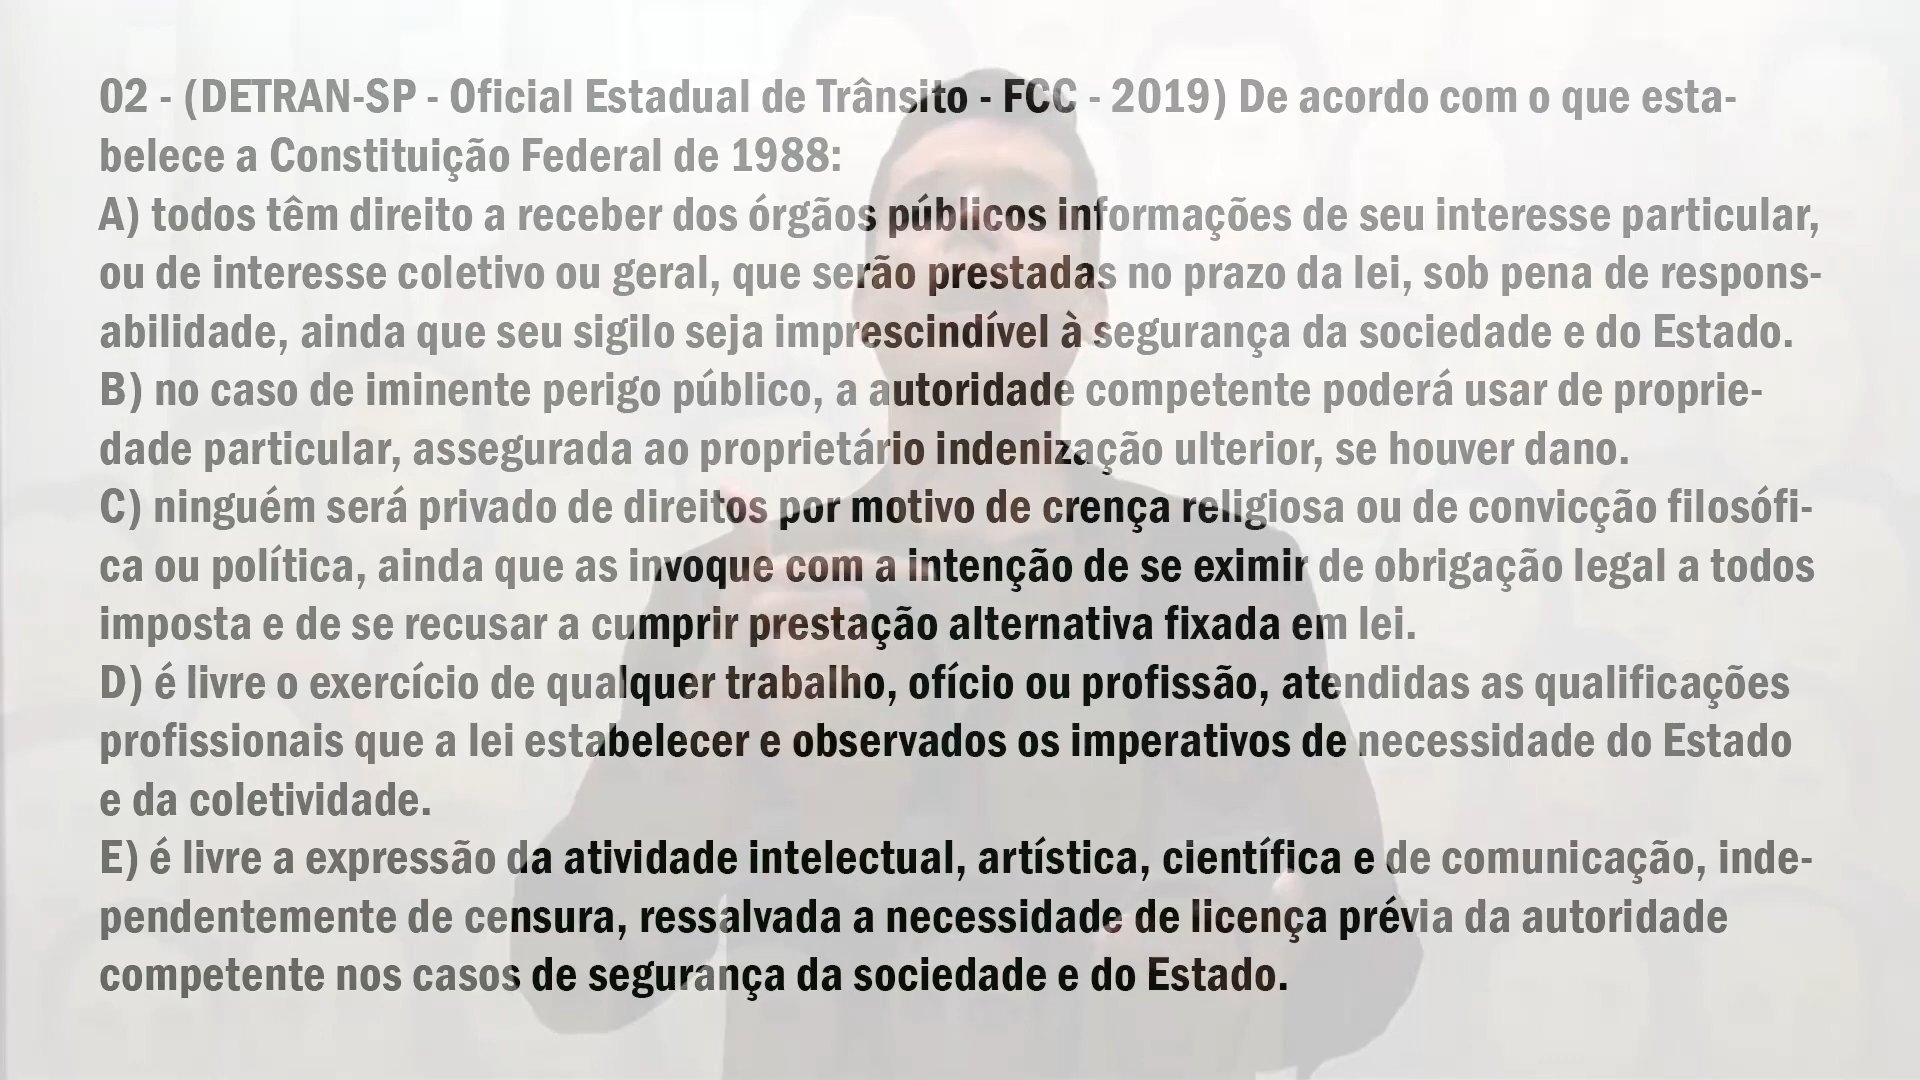 02 - (DETRAN-SP - Oficial Estadual de Trânsito - FCC - 2019) De acordo com o que esta-
belece a Constituição Federal de 1988:
A) todos têm direito a receber dos órgãos públicos informações de seu interesse particular,
ou de interesse coletivo ou geral, que serão prestadas no prazo da lei, sob pena de respons-
abilidade, ainda que seu sigilo seja imprescindível à segurança da sociedade e do Estado.
B) no caso de iminente perigo público, a autoridade competente poderá usar de proprie-
dade particular, assegurada ao proprietário indenização ulterior, se houver dano.
C) ninguém será privado de direitos por motivo de crença religiosa ou de convicção filosófi-
ca ou política, ainda que as invoque com a intenção de se eximir de obrigação legal a todos
imposta e de se recusar a cumprir prestação alternativa fixada em lei.
D) é livre o exercício de qualquer trabalho, ofício ou profissão, atendidas as qualificações
profissionais que a lei estabelecer e observados os imperativos de necessidade do Estado
e da coletividade.
E) é livre a expressão da atividade intelectual, artística, científica e de comunicação, inde-
pendentemente de censura, ressalvada a necessidade de licença prévia da autoridade
competente nos casos de segurança da sociedade e do Estado.